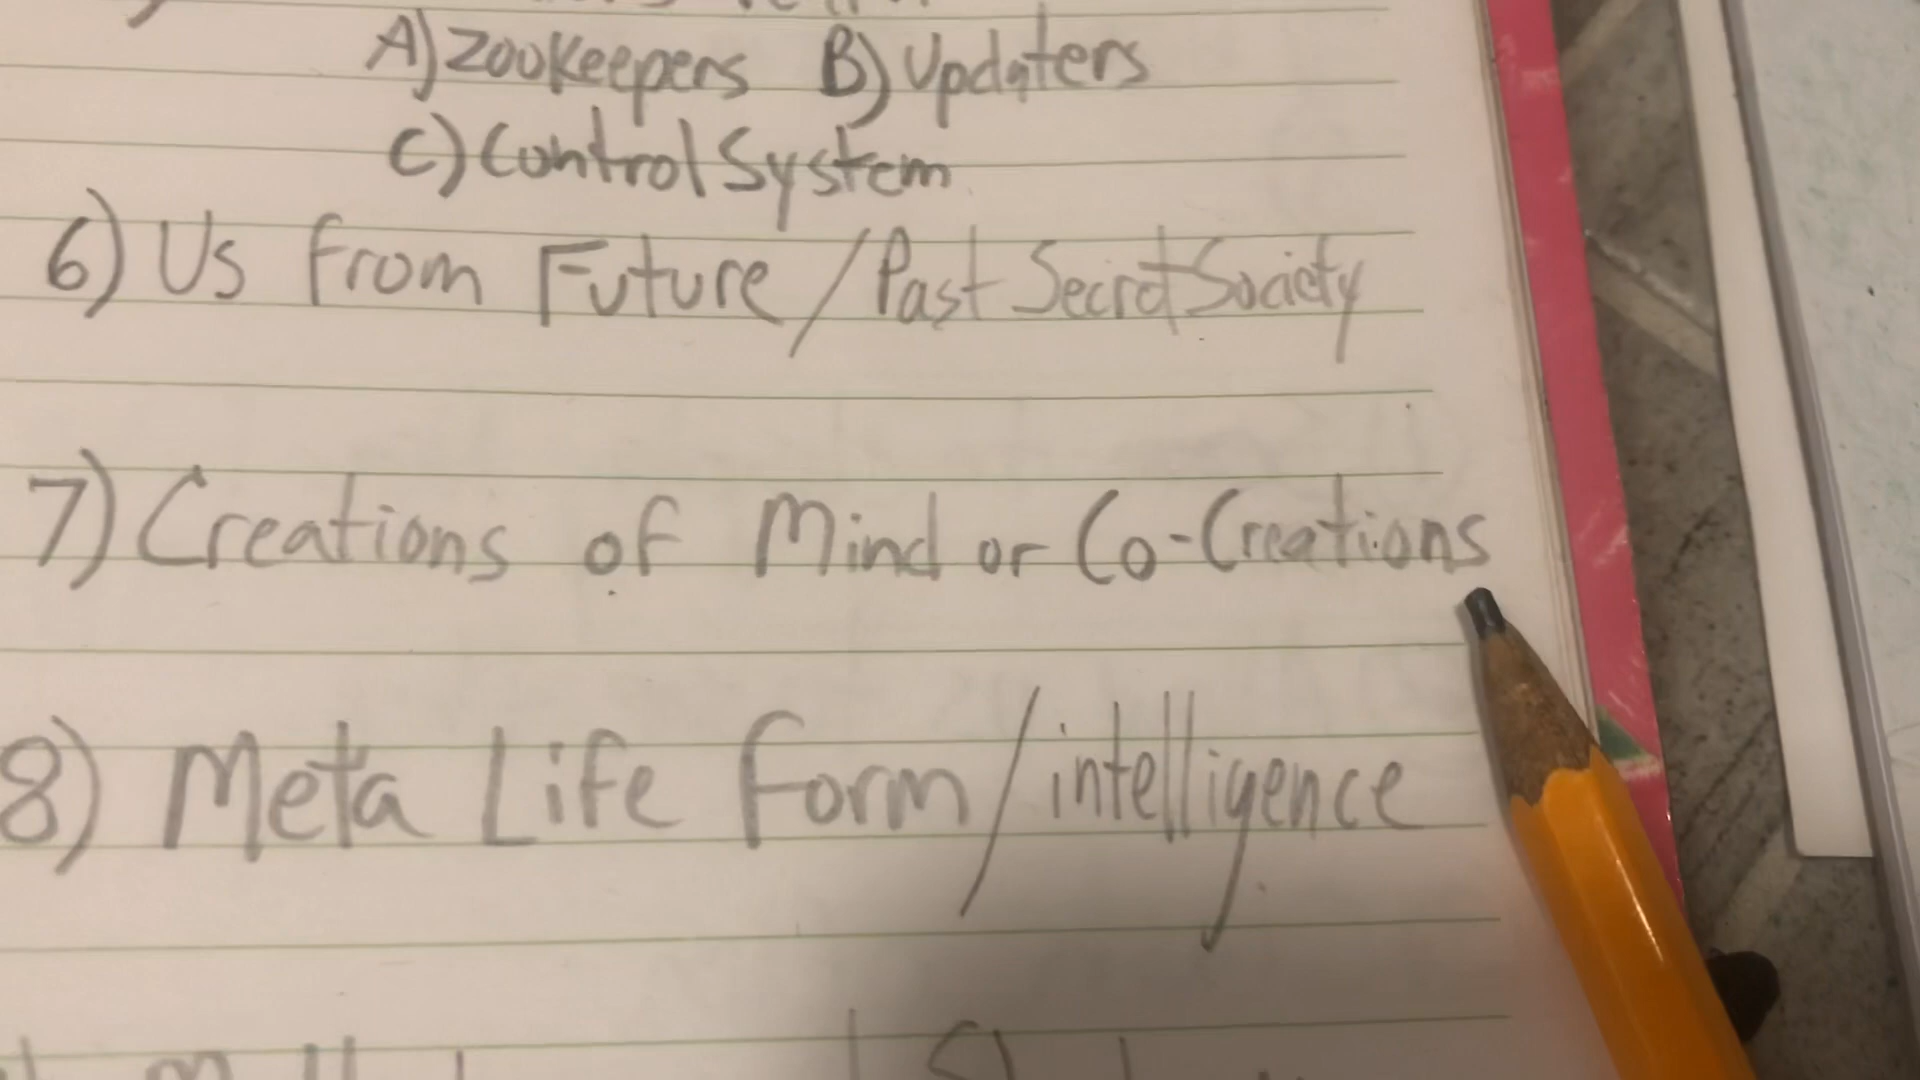 A) Zookeepers B) Updaters
C) Control System
6) Us From Future / Past Secret Society
7) Creations of Mind or Co-Creations
8) Meta Life Form / intelligence